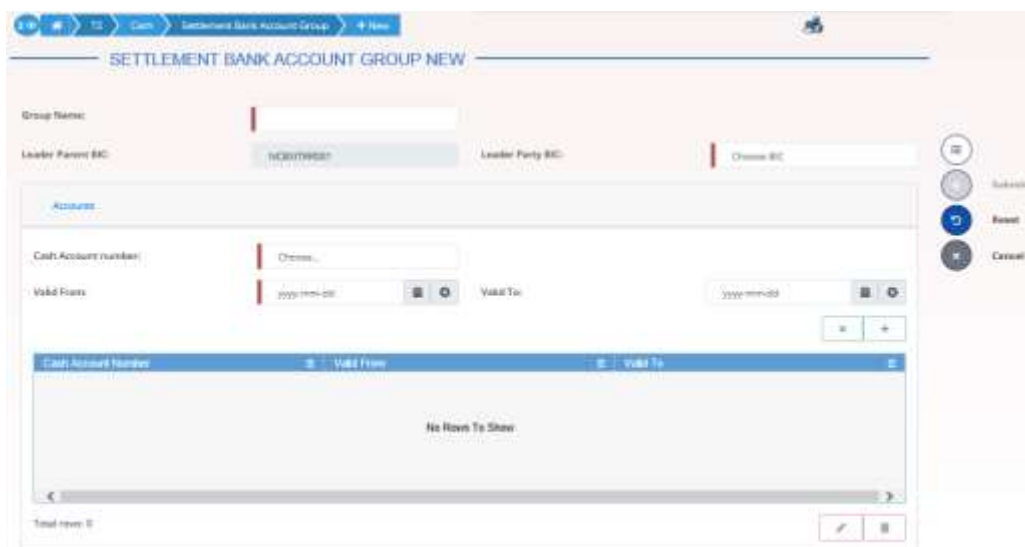 T2 Cash Settlement Bank Account Group + New
SETTLEMENT BANK ACCOUNT GROUP NEW
Group Name:
Leader Parent BIC: Leader Party BIC: Choose BIC
Submit
Accounts
Reset
Cash Account number: Choose...
Cancel
Valid From: yyyy-mm-dd Valid To: yyyy-mm-dd
Cash Account Number Valid From Valid To
No Rows To Show
Total rows: 0